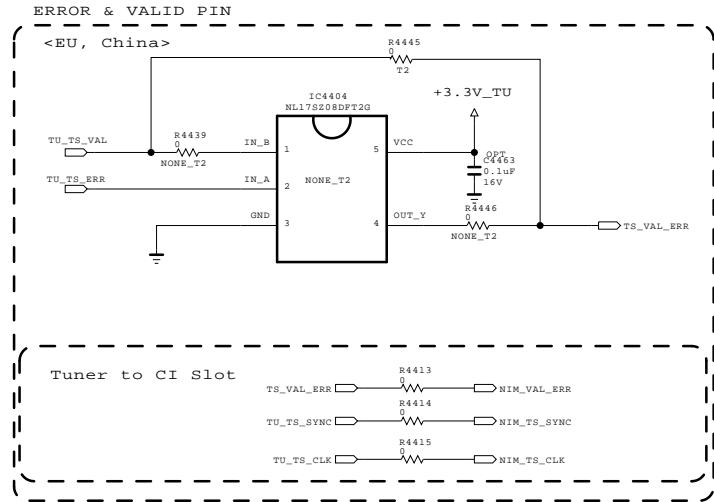 ERROR & VALID PIN
<EU, China>
R4445
0
T2
IC4404
NL17SZ08DFT2G
+3.3V_TU
TU_TS_VAL
R4439
0
NONE_T2
IN_B
1
5
VCC
OPT
C4463
0.1uF
16V
TU_TS_ERR
IN_A
2
NONE_T2
GND
3
4
OUT_Y
R4446
0
NONE_T2
TS_VAL_ERR
Tuner to CI Slot
R4413
0
TS_VAL_ERR
NIM_VAL_ERR
R4414
0
TU_TS_SYNC
NIM_TS_SYNC
R4415
0
TU_TS_CLK
NIM_TS_CLK